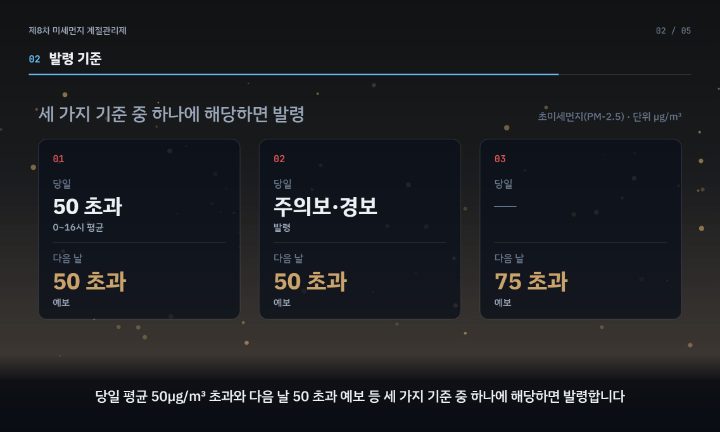 제8차 미세먼지 계절관리제
02 / 05
02 발령 기준
세 가지 기준 중 하나에 해당하면 발령
초미세먼지(PM-2.5) · 단위 μg/m³
01
당일
50 초과
0~16시 평균
다음 날
50 초과
예보
02
당일
주의보·경보
발령
다음 날
50 초과
예보
03
당일
—
다음 날
75 초과
예보
당일 평균 50μg/m³ 초과와 다음 날 50 초과 예보 등 세 가지 기준 중 하나에 해당하면 발령합니다